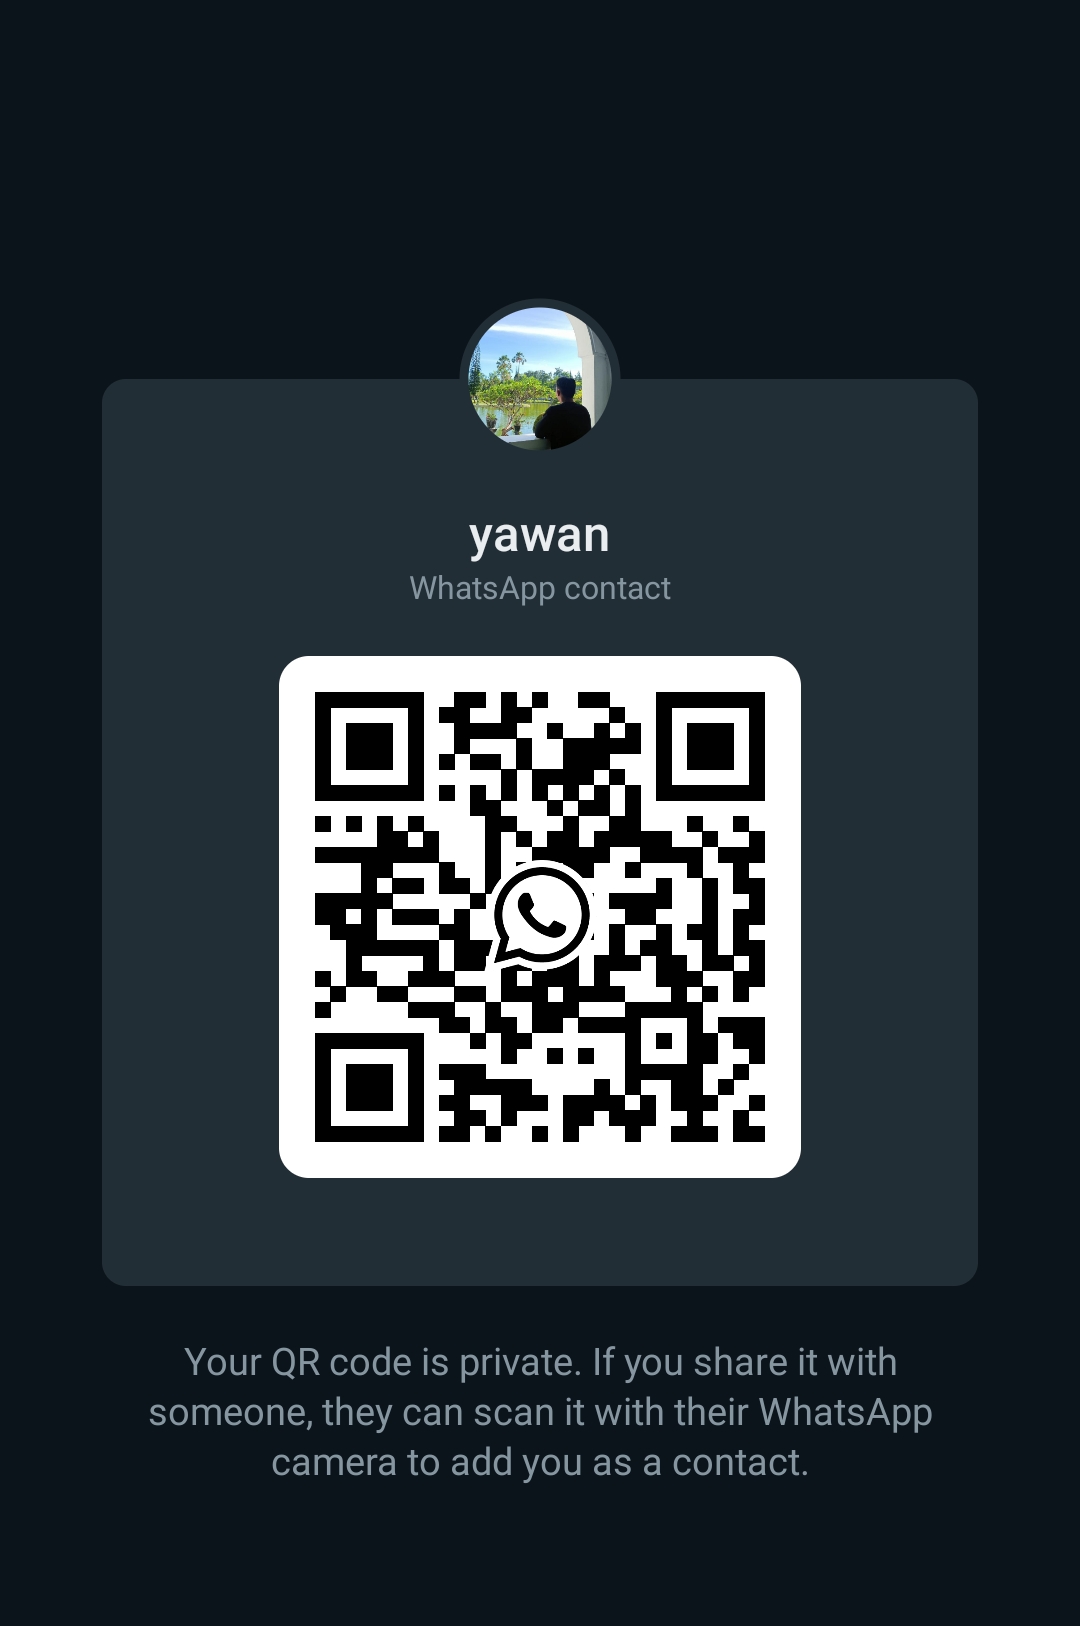 yawan
WhatsApp contact
Your QR code is private. If you share it with
someone, they can scan it with their WhatsApp
camera to add you as a contact.